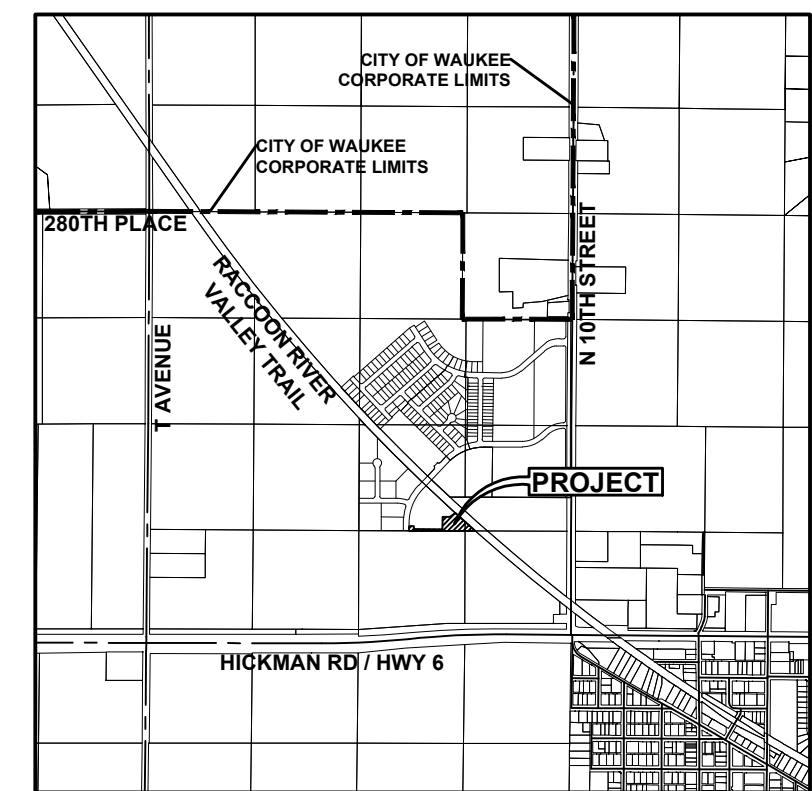 CITY OF WAUKEE
CORPORATE LIMITS
CITY OF WAUKEE
CORPORATE LIMITS
280TH PLACE
RACCOON RIVER
VALLEY TRAIL
N 10TH STREET
T AVENUE
PROJECT
HICKMAN RD / HWY 6